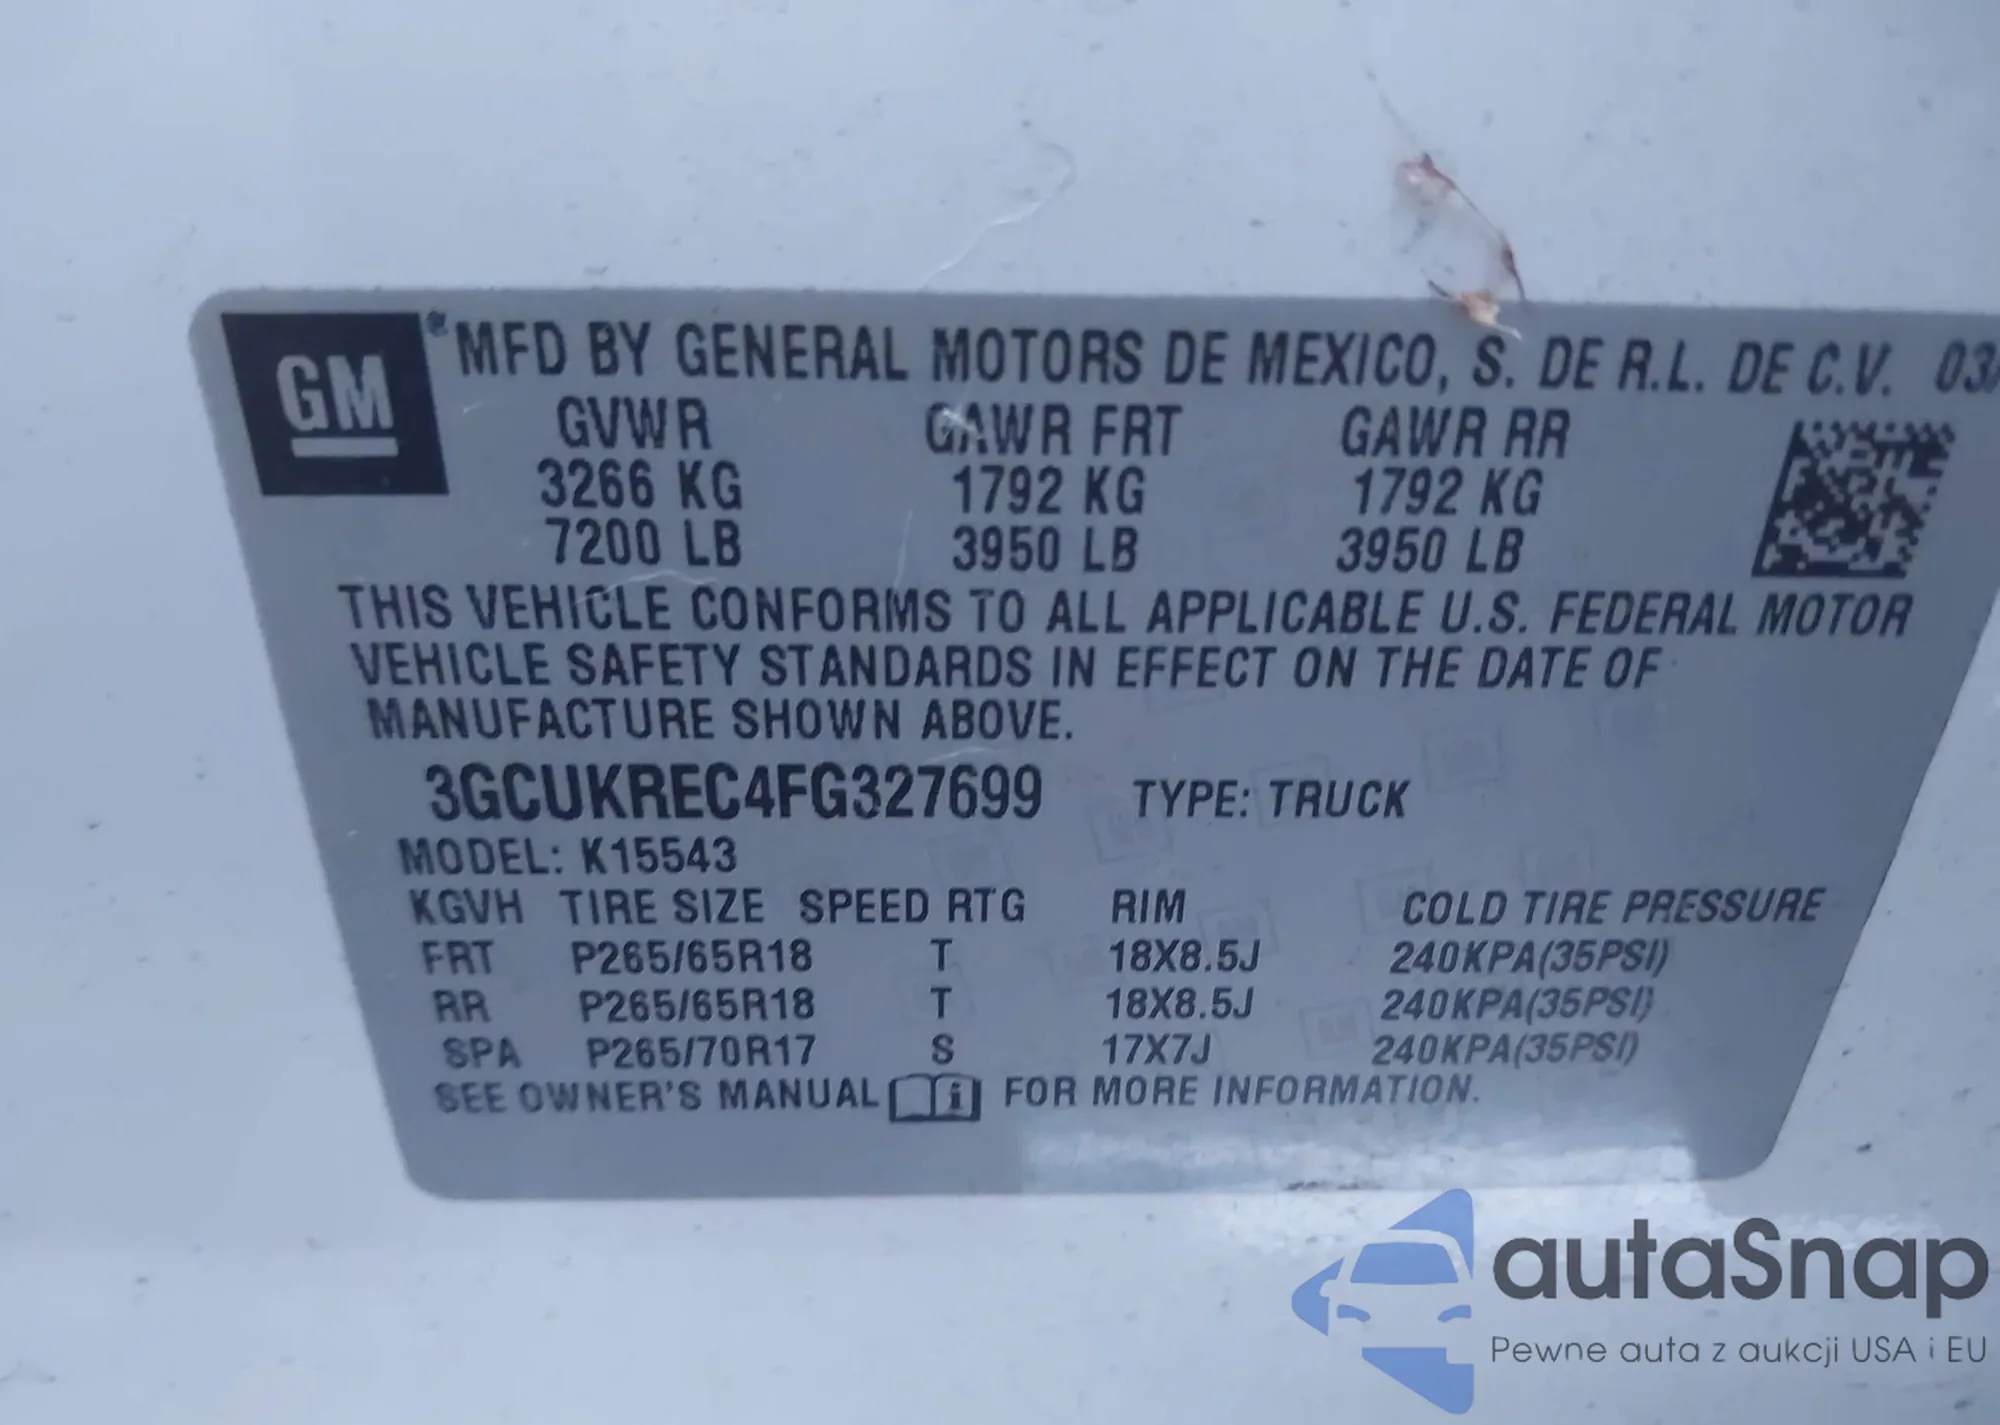 GM ® MFD BY GENERAL MOTORS DE MEXICO, S. DE R.L. DE C.V. 03/
GVWR GAWR FRT GAWR RR
3266 KG 1792 KG 1792 KG
7200 LB 3950 LB 3950 LB
THIS VEHICLE CONFORMS TO ALL APPLICABLE U.S. FEDERAL MOTOR
VEHICLE SAFETY STANDARDS IN EFFECT ON THE DATE OF
MANUFACTURE SHOWN ABOVE.
3GCUKREC4FG327699 TYPE: TRUCK
MODEL: K15543
KGVH TIRE SIZE SPEED RTG RIM COLD TIRE PRESSURE
FRT P265/65R18 T 18X8.5J 240KPA(35PSI)
RR P265/65R18 T 18X8.5J 240KPA(35PSI)
SPA P265/70R17 S 17X7J 240KPA(35PSI)
SEE OWNER'S MANUAL i FOR MORE INFORMATION.
autaSnap
Pewne auta z aukcji USA i EU